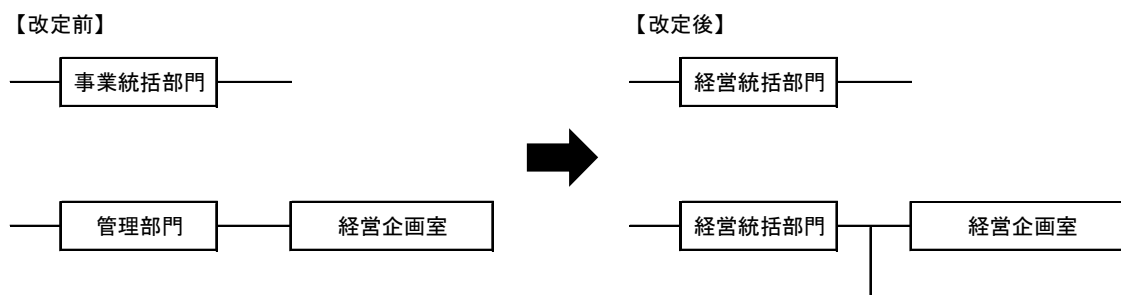 【改定前】
【改定後】
事業統括部門
経営統括部門
管理部門
経営企画室
経営統括部門
経営企画室